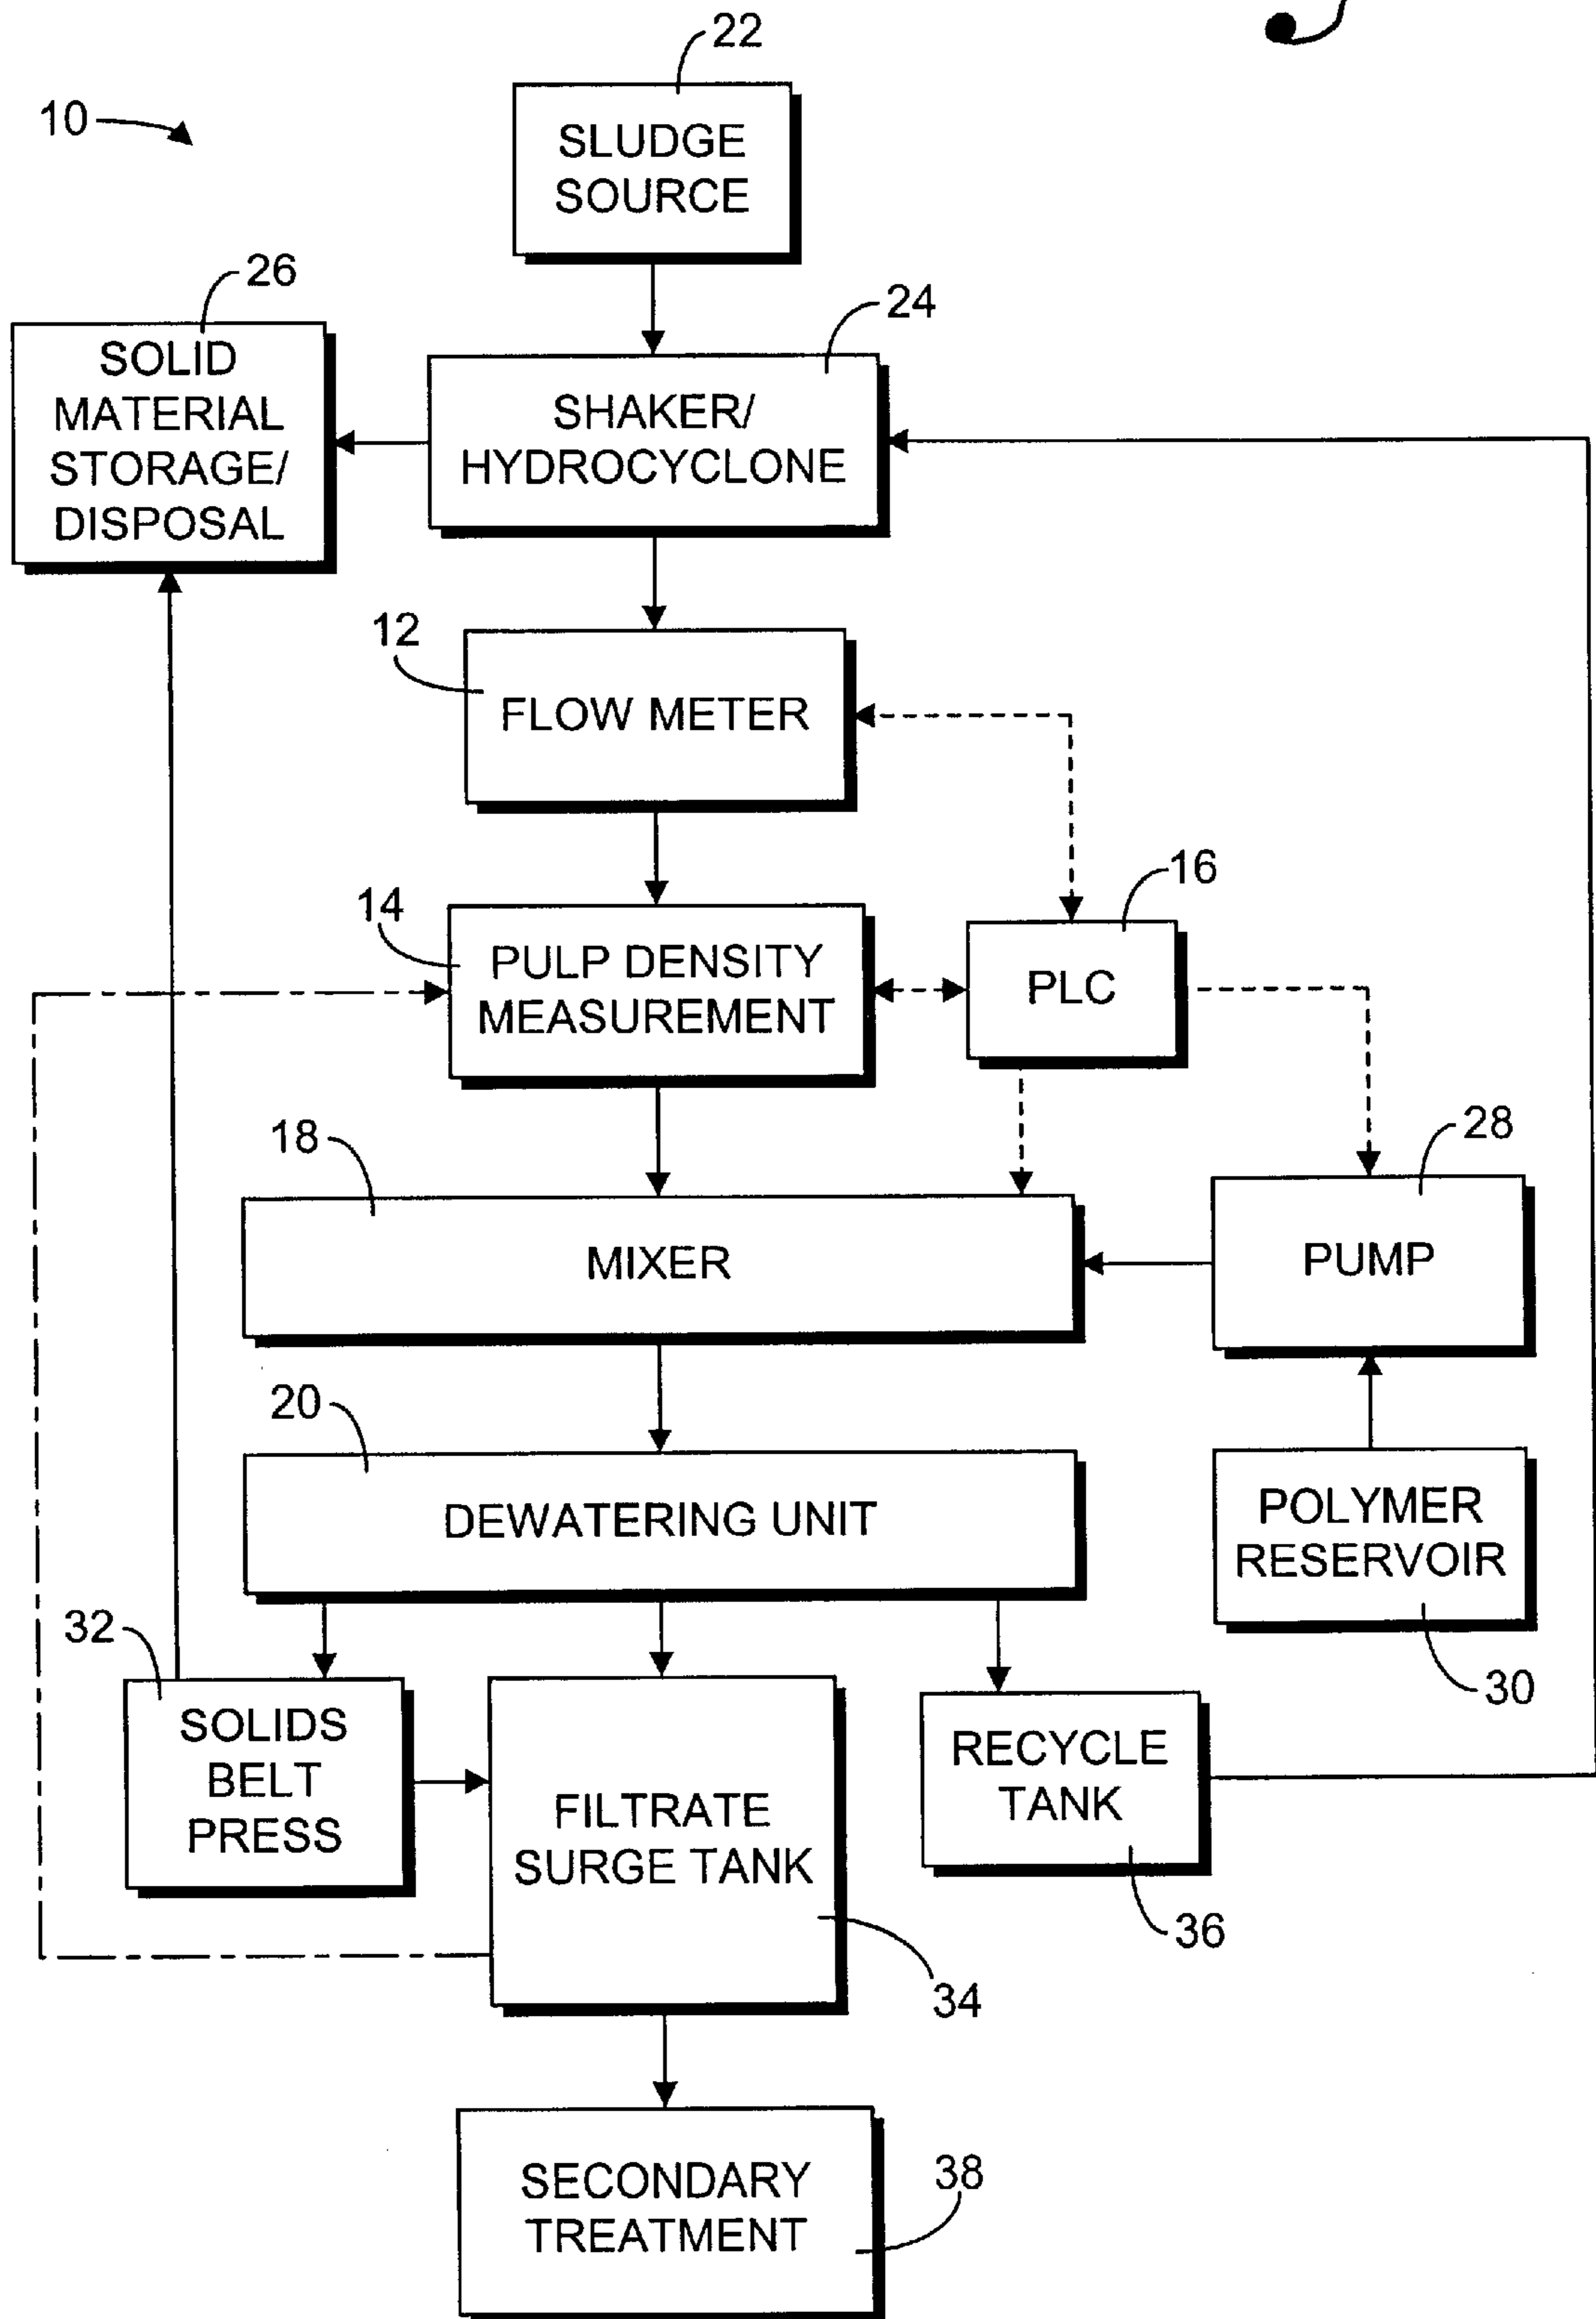 22
10
SLUDGE
SOURCE
26
24
SOLID
MATERIAL
STORAGE/
DISPOSAL
SHAKER/
HYDROCYCLONE
12
FLOW METER
16
14
PULP DENSITY
MEASUREMENT
PLC
18
28
MIXER
PUMP
20
DEWATERING UNIT
POLYMER
RESERVOIR
32
30
SOLIDS
BELT
PRESS
FILTRATE
SURGE TANK
RECYCLE
TANK
36
34
SECONDARY
TREATMENT
38